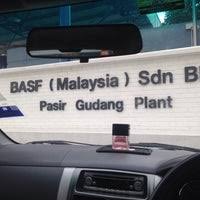 BASF (Malaysia) Sdn B
Pasir Gudang Plant